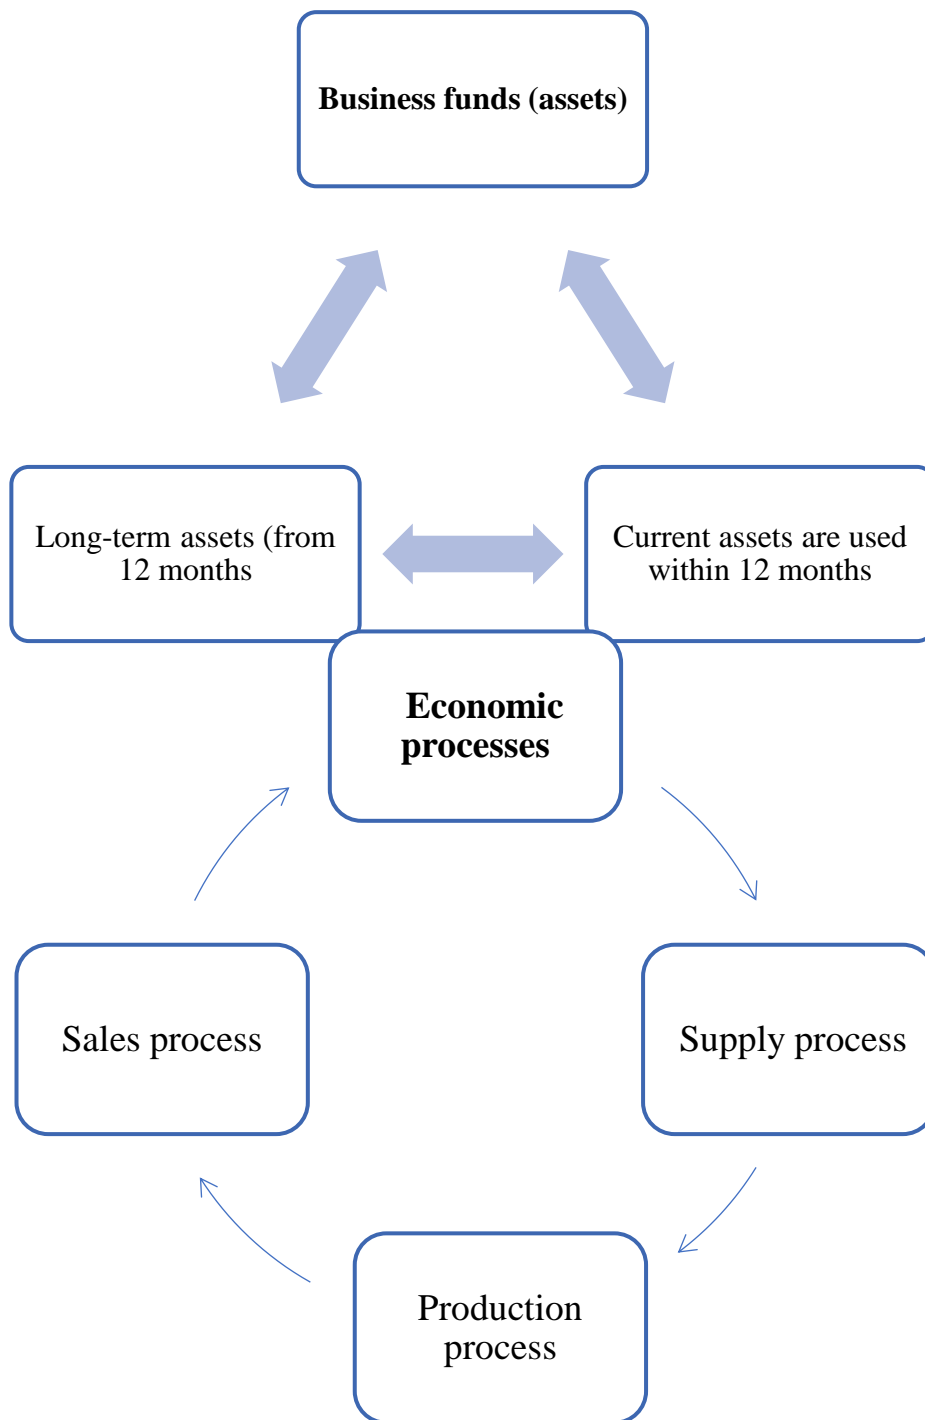 Business funds (assets)
Long-term assets (from
12 months
Current assets are used
within 12 months
Economic
processes
Sales process
Supply process
Production
process